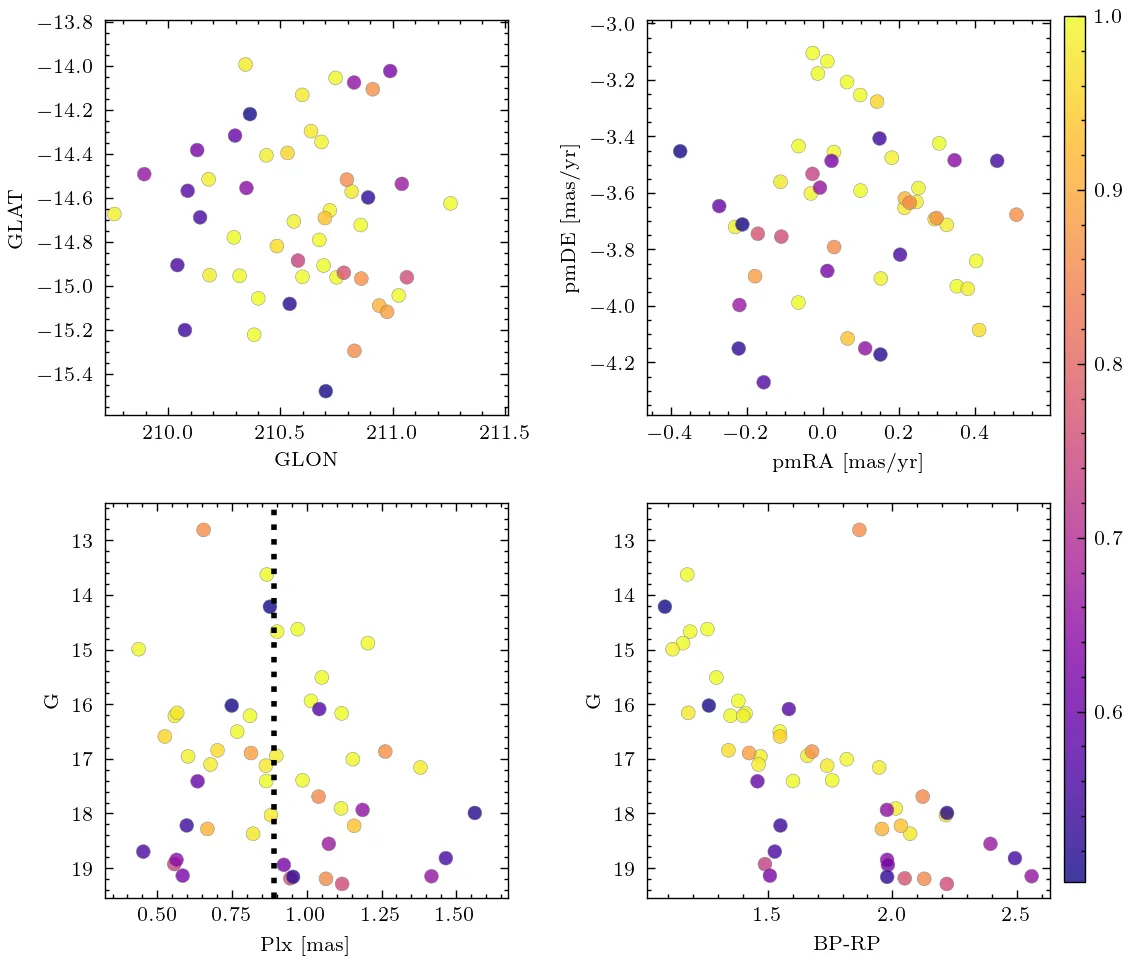 −13.8
−14.0
−14.2
−14.4
−14.6
−14.8
−15.0
−15.2
−15.4
GLAT
210.0 210.5 211.0 211.5
GLON
−3.0
−3.2
−3.4
−3.6
−3.8
−4.0
−4.2
pmDE [mas/yr]
−0.4 −0.2 0.0 0.2 0.4
pmRA [mas/yr]
1.0
0.9
0.8
0.7
0.6
13
14
15
16
17
18
19
G
0.50 0.75 1.00 1.25 1.50
Plx [mas]
13
14
15
16
17
18
19
G
1.5 2.0 2.5
BP-RP